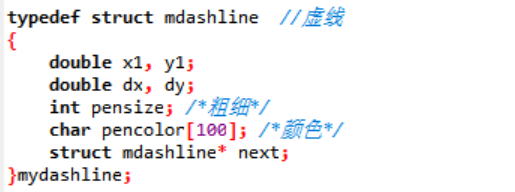 typedef struct mdashline  //虚线
{
    double x1, y1;
    double dx, dy;
    int pensize; /*粗细*/
    char pencolor[100]; /*颜色*/
    struct mdashline* next;
}mydashline;